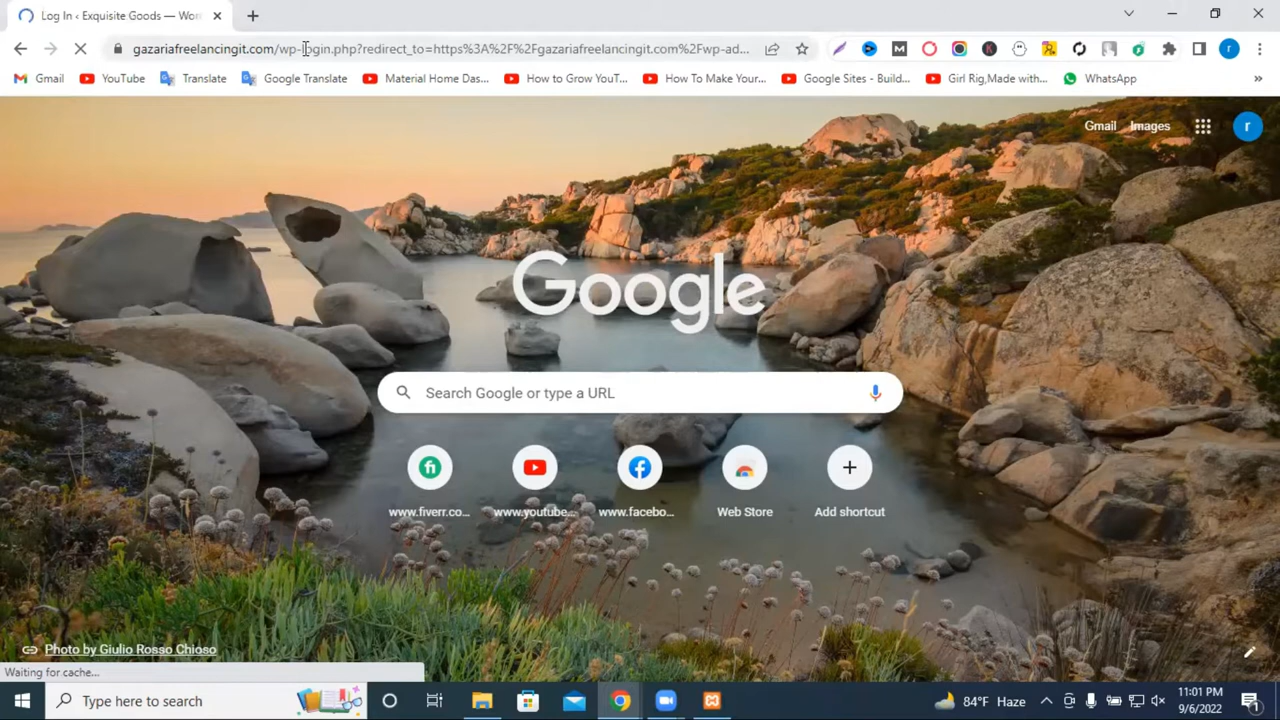 Log In ‹ Exquisite Goods — Wor
gazariafreelancingit.com/wp-login.php?redirect_to=https%3A%2F%2Fgazariafreelancingit.com%2Fwp-ad...
Gmail
YouTube
Translate
Google Translate
Material Home Das...
How to Grow YouT...
How To Make Your...
Google Sites - Build...
Girl Rig,Made with...
WhatsApp
»
Gmail
Images
r
Google
Search Google or type a URL
www.fiverr.co...
www.youtube...
www.facebo...
Web Store
Add shortcut
Photo by Giulio Rosso Chioso
Waiting for cache...
Type here to search
84°F Haze
11:01 PM
9/6/2022